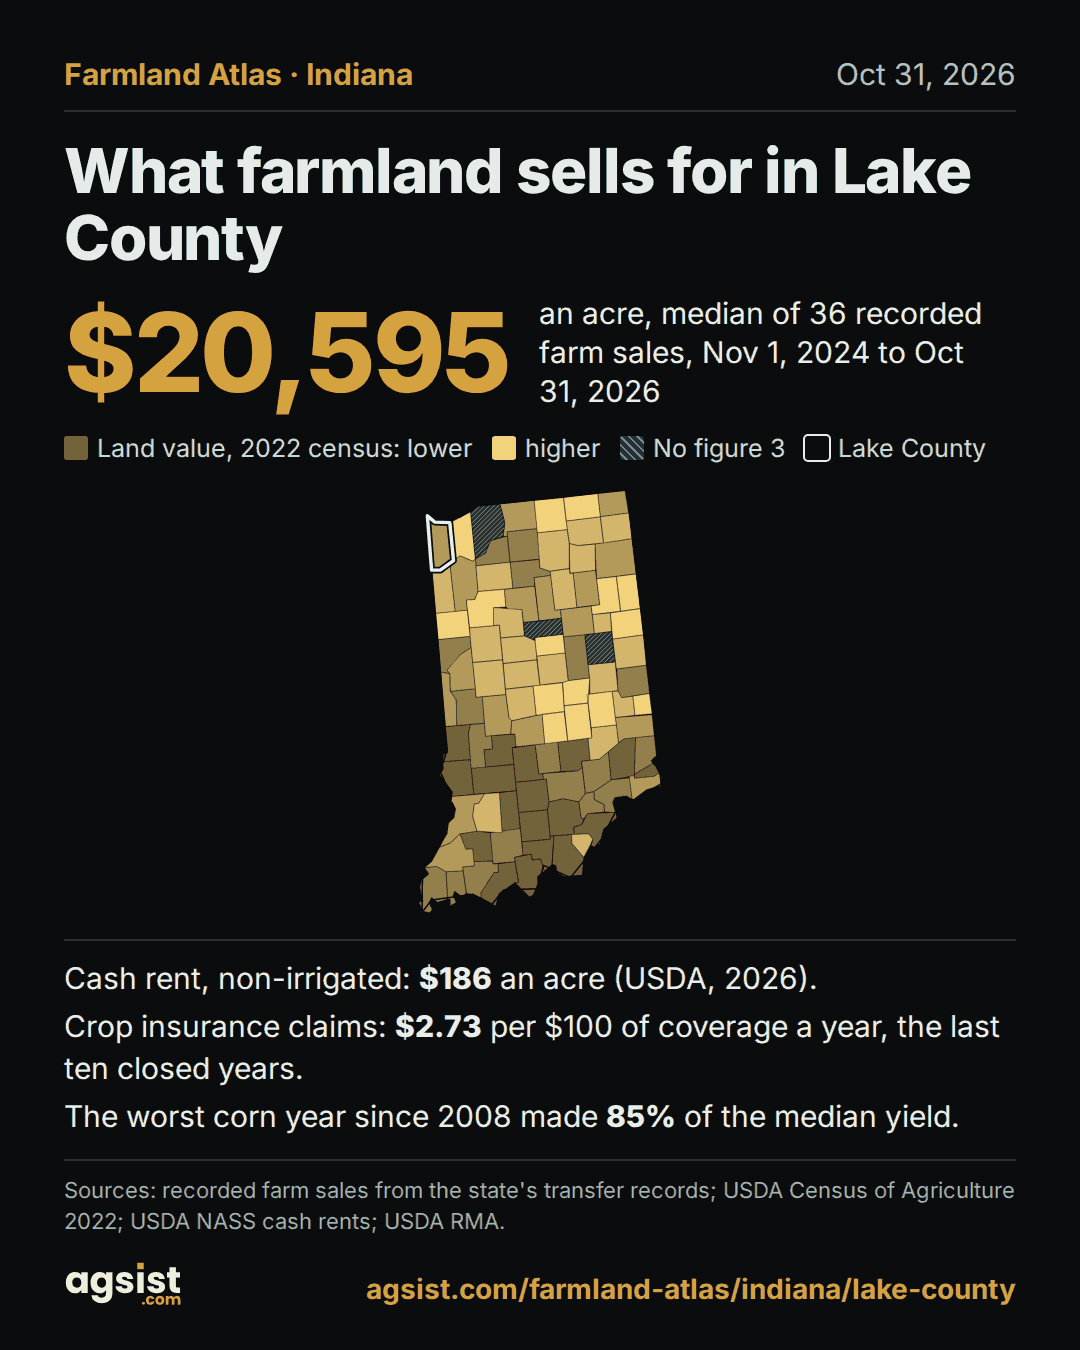 Farmland Atlas · Indiana
Oct 31, 2026
What farmland sells for in Lake
County
$20,595
an acre, median of 36 recorded
farm sales, Nov 1, 2024 to Oct
31, 2026
Land value, 2022 census: lower
higher
No figure 3
Lake County
Cash rent, non-irrigated: $186 an acre (USDA, 2026).
Crop insurance claims: $2.73 per $100 of coverage a year, the last
ten closed years.
The worst corn year since 2008 made 85% of the median yield.
Sources: recorded farm sales from the state's transfer records; USDA Census of Agriculture
2022; USDA NASS cash rents; USDA RMA.
agsist
.com
agsist.com/farmland-atlas/indiana/lake-county